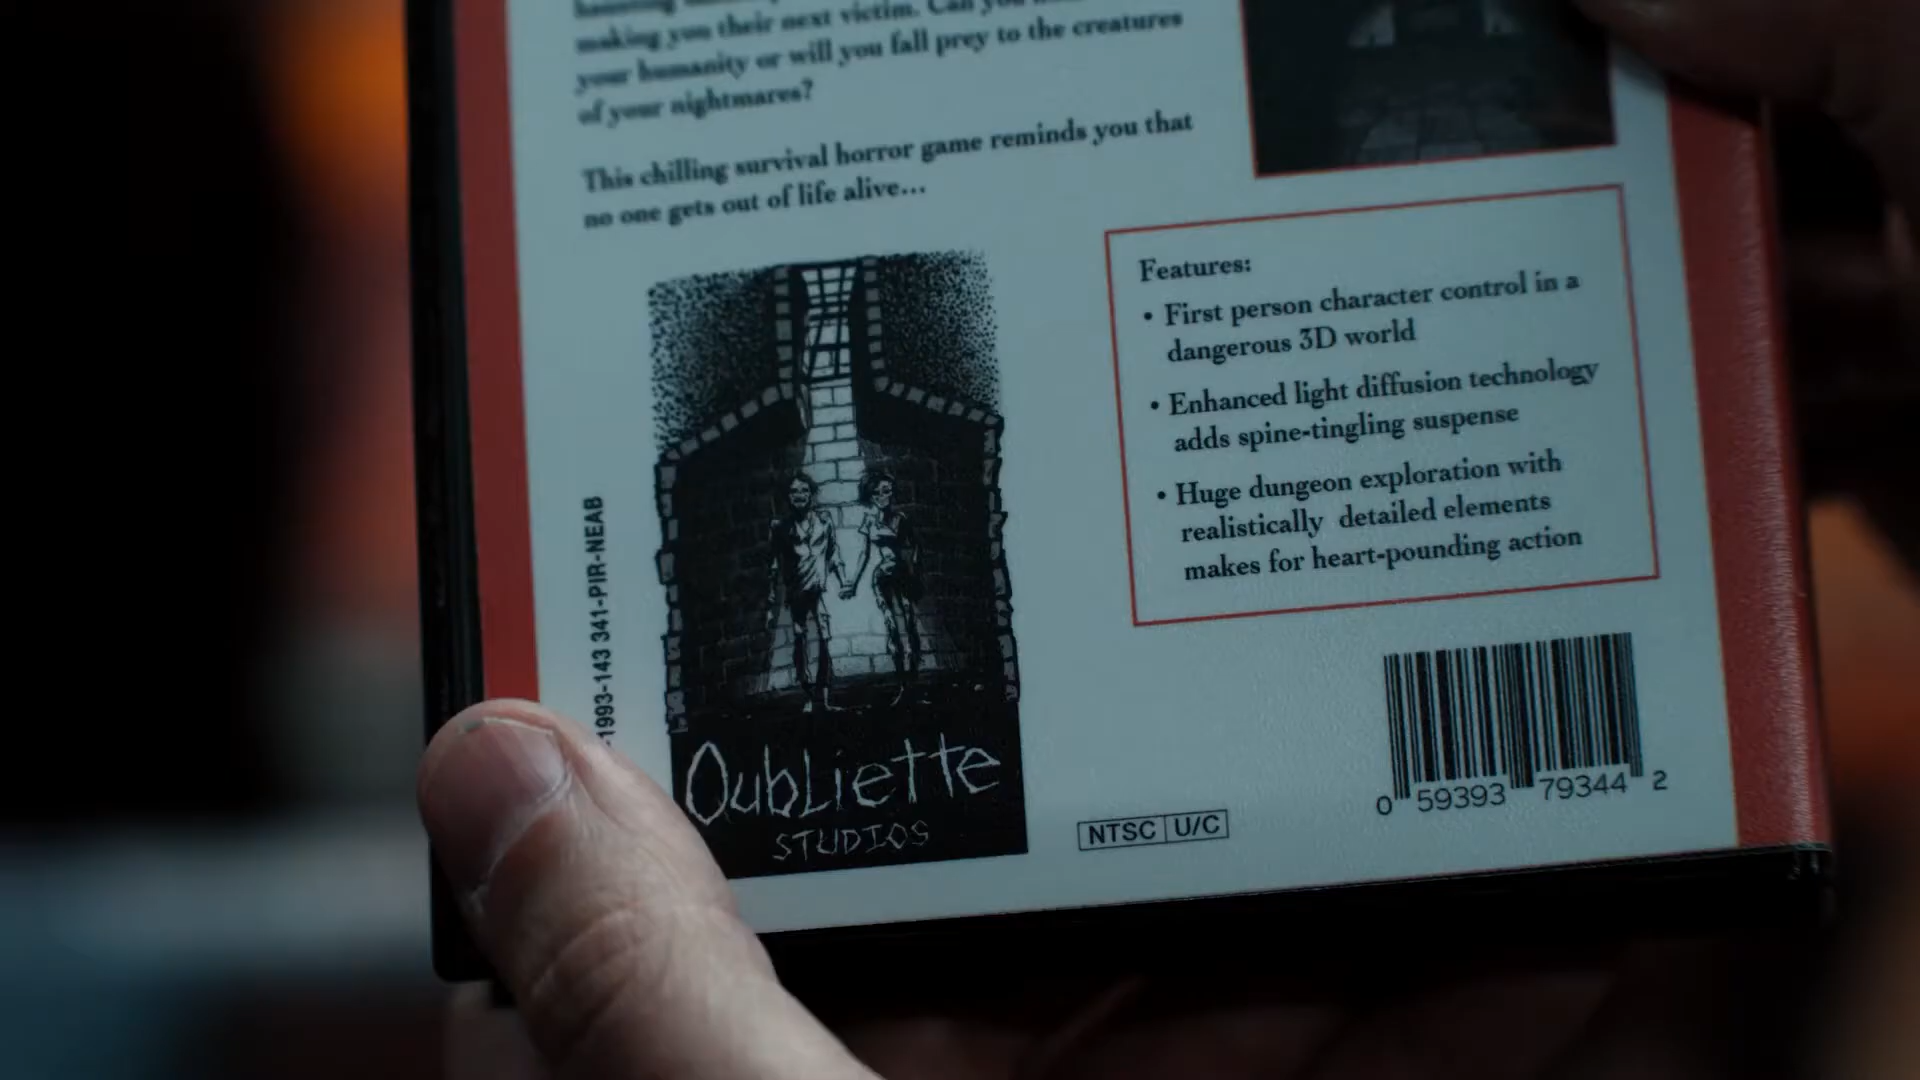 making you their next victim. Can you
your humanity or will you fall prey to the creatures
of your nightmares?
This chilling survival horror game reminds you that
no one gets out of life alive...
Features:
• First person character control in a
dangerous 3D world
• Enhanced light diffusion technology
adds spine-tingling suspense
• Huge dungeon exploration with
realistically detailed elements
makes for heart-pounding action
-1993-143 341-PIR-NEAB
OubLiette
STUDIOS
NTSC U/C
0 59393 79344 2